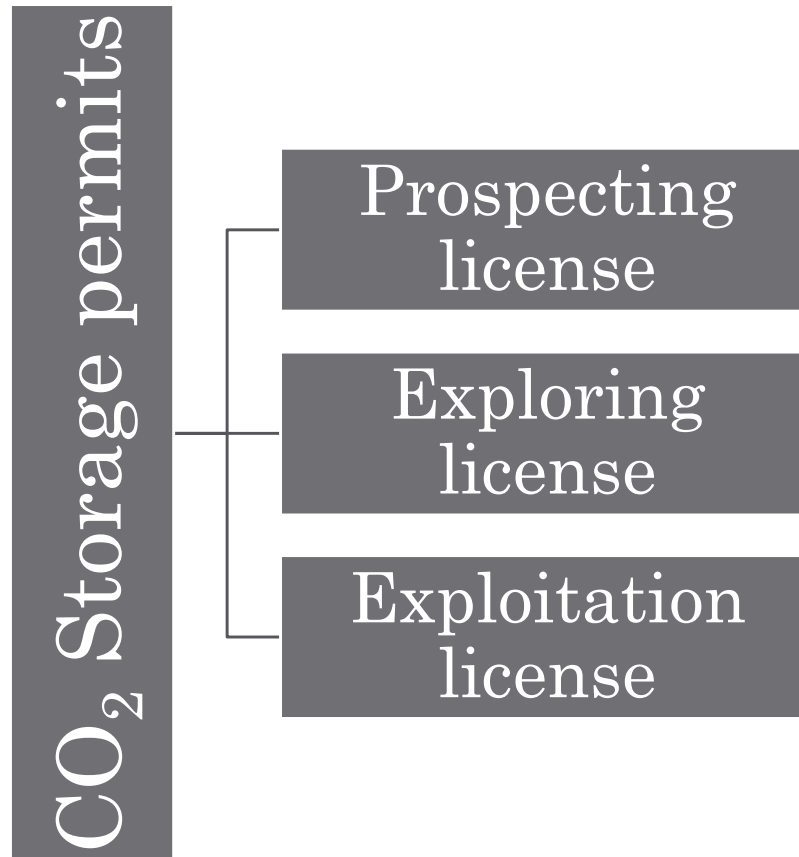 CO₂ Storage permits
Prospecting
license
Exploring
license
Exploitation
license